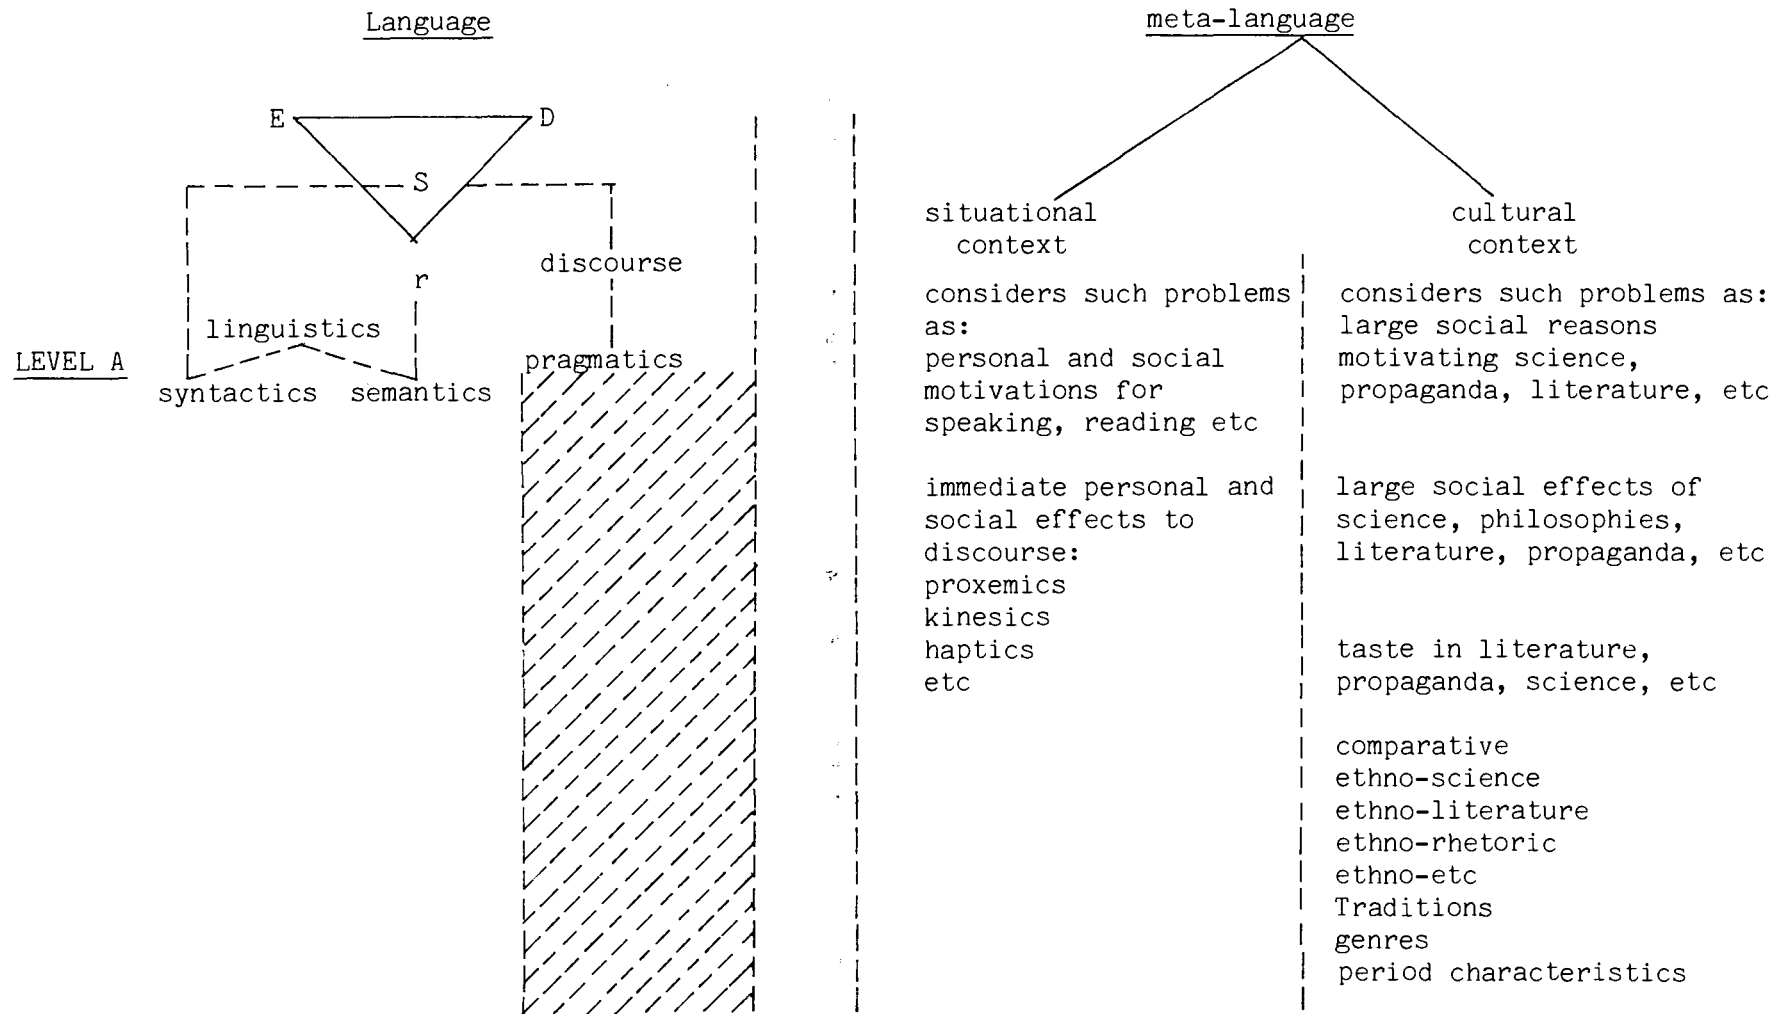 Language
meta-language
E
D
S
r
discourse
linguistics
LEVEL A
pragmatics
syntactics
semantics
situational
context
considers such problems
as:
personal and social
motivations for
speaking, reading etc
immediate personal and
social effects to
discourse:
proxemics
kinesics
haptics
etc
cultural
context
considers such problems as:
large social reasons
motivating science,
propaganda, literature, etc
large social effects of
science, philosophies,
literature, propaganda, etc
taste in literature,
propaganda, science, etc
comparative
ethno-science
ethno-literature
ethno-rhetoric
ethno-etc
Traditions
genres
period characteristics